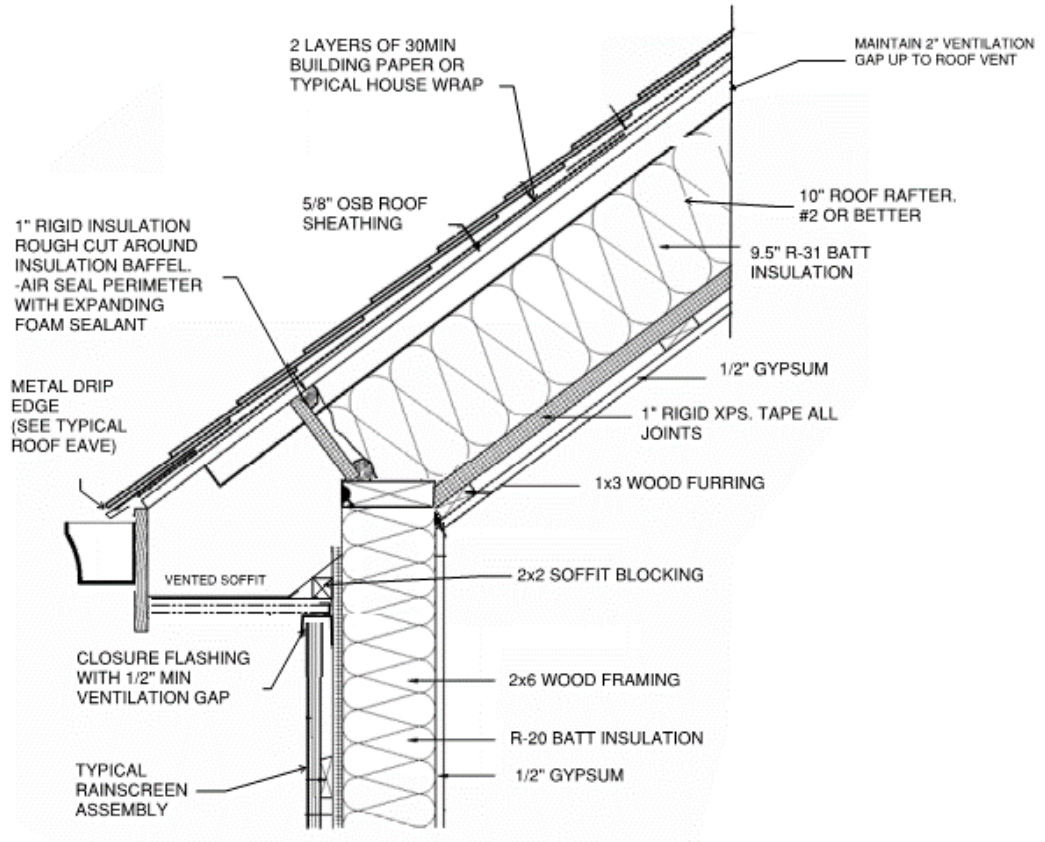 2 LAYERS OF 30MIN
BUILDING PAPER OR
TYPICAL HOUSE WRAP
MAINTAIN 2" VENTILATION
GAP UP TO ROOF VENT
5/8" OSB ROOF
SHEATHING
10" ROOF RAFTER.
#2 OR BETTER
1" RIGID INSULATION
ROUGH CUT AROUND
INSULATION BAFFEL.
-AIR SEAL PERIMETER
WITH EXPANDING
FOAM SEALANT
9.5" R-31 BATT
INSULATION
METAL DRIP
EDGE
(SEE TYPICAL
ROOF EAVE)
1/2" GYPSUM
1" RIGID XPS. TAPE ALL
JOINTS
1x3 WOOD FURRING
VENTED SOFFIT
2x2 SOFFIT BLOCKING
CLOSURE FLASHING
WITH 1/2" MIN
VENTILATION GAP
2x6 WOOD FRAMING
R-20 BATT INSULATION
TYPICAL
RAINSCREEN
ASSEMBLY
1/2" GYPSUM